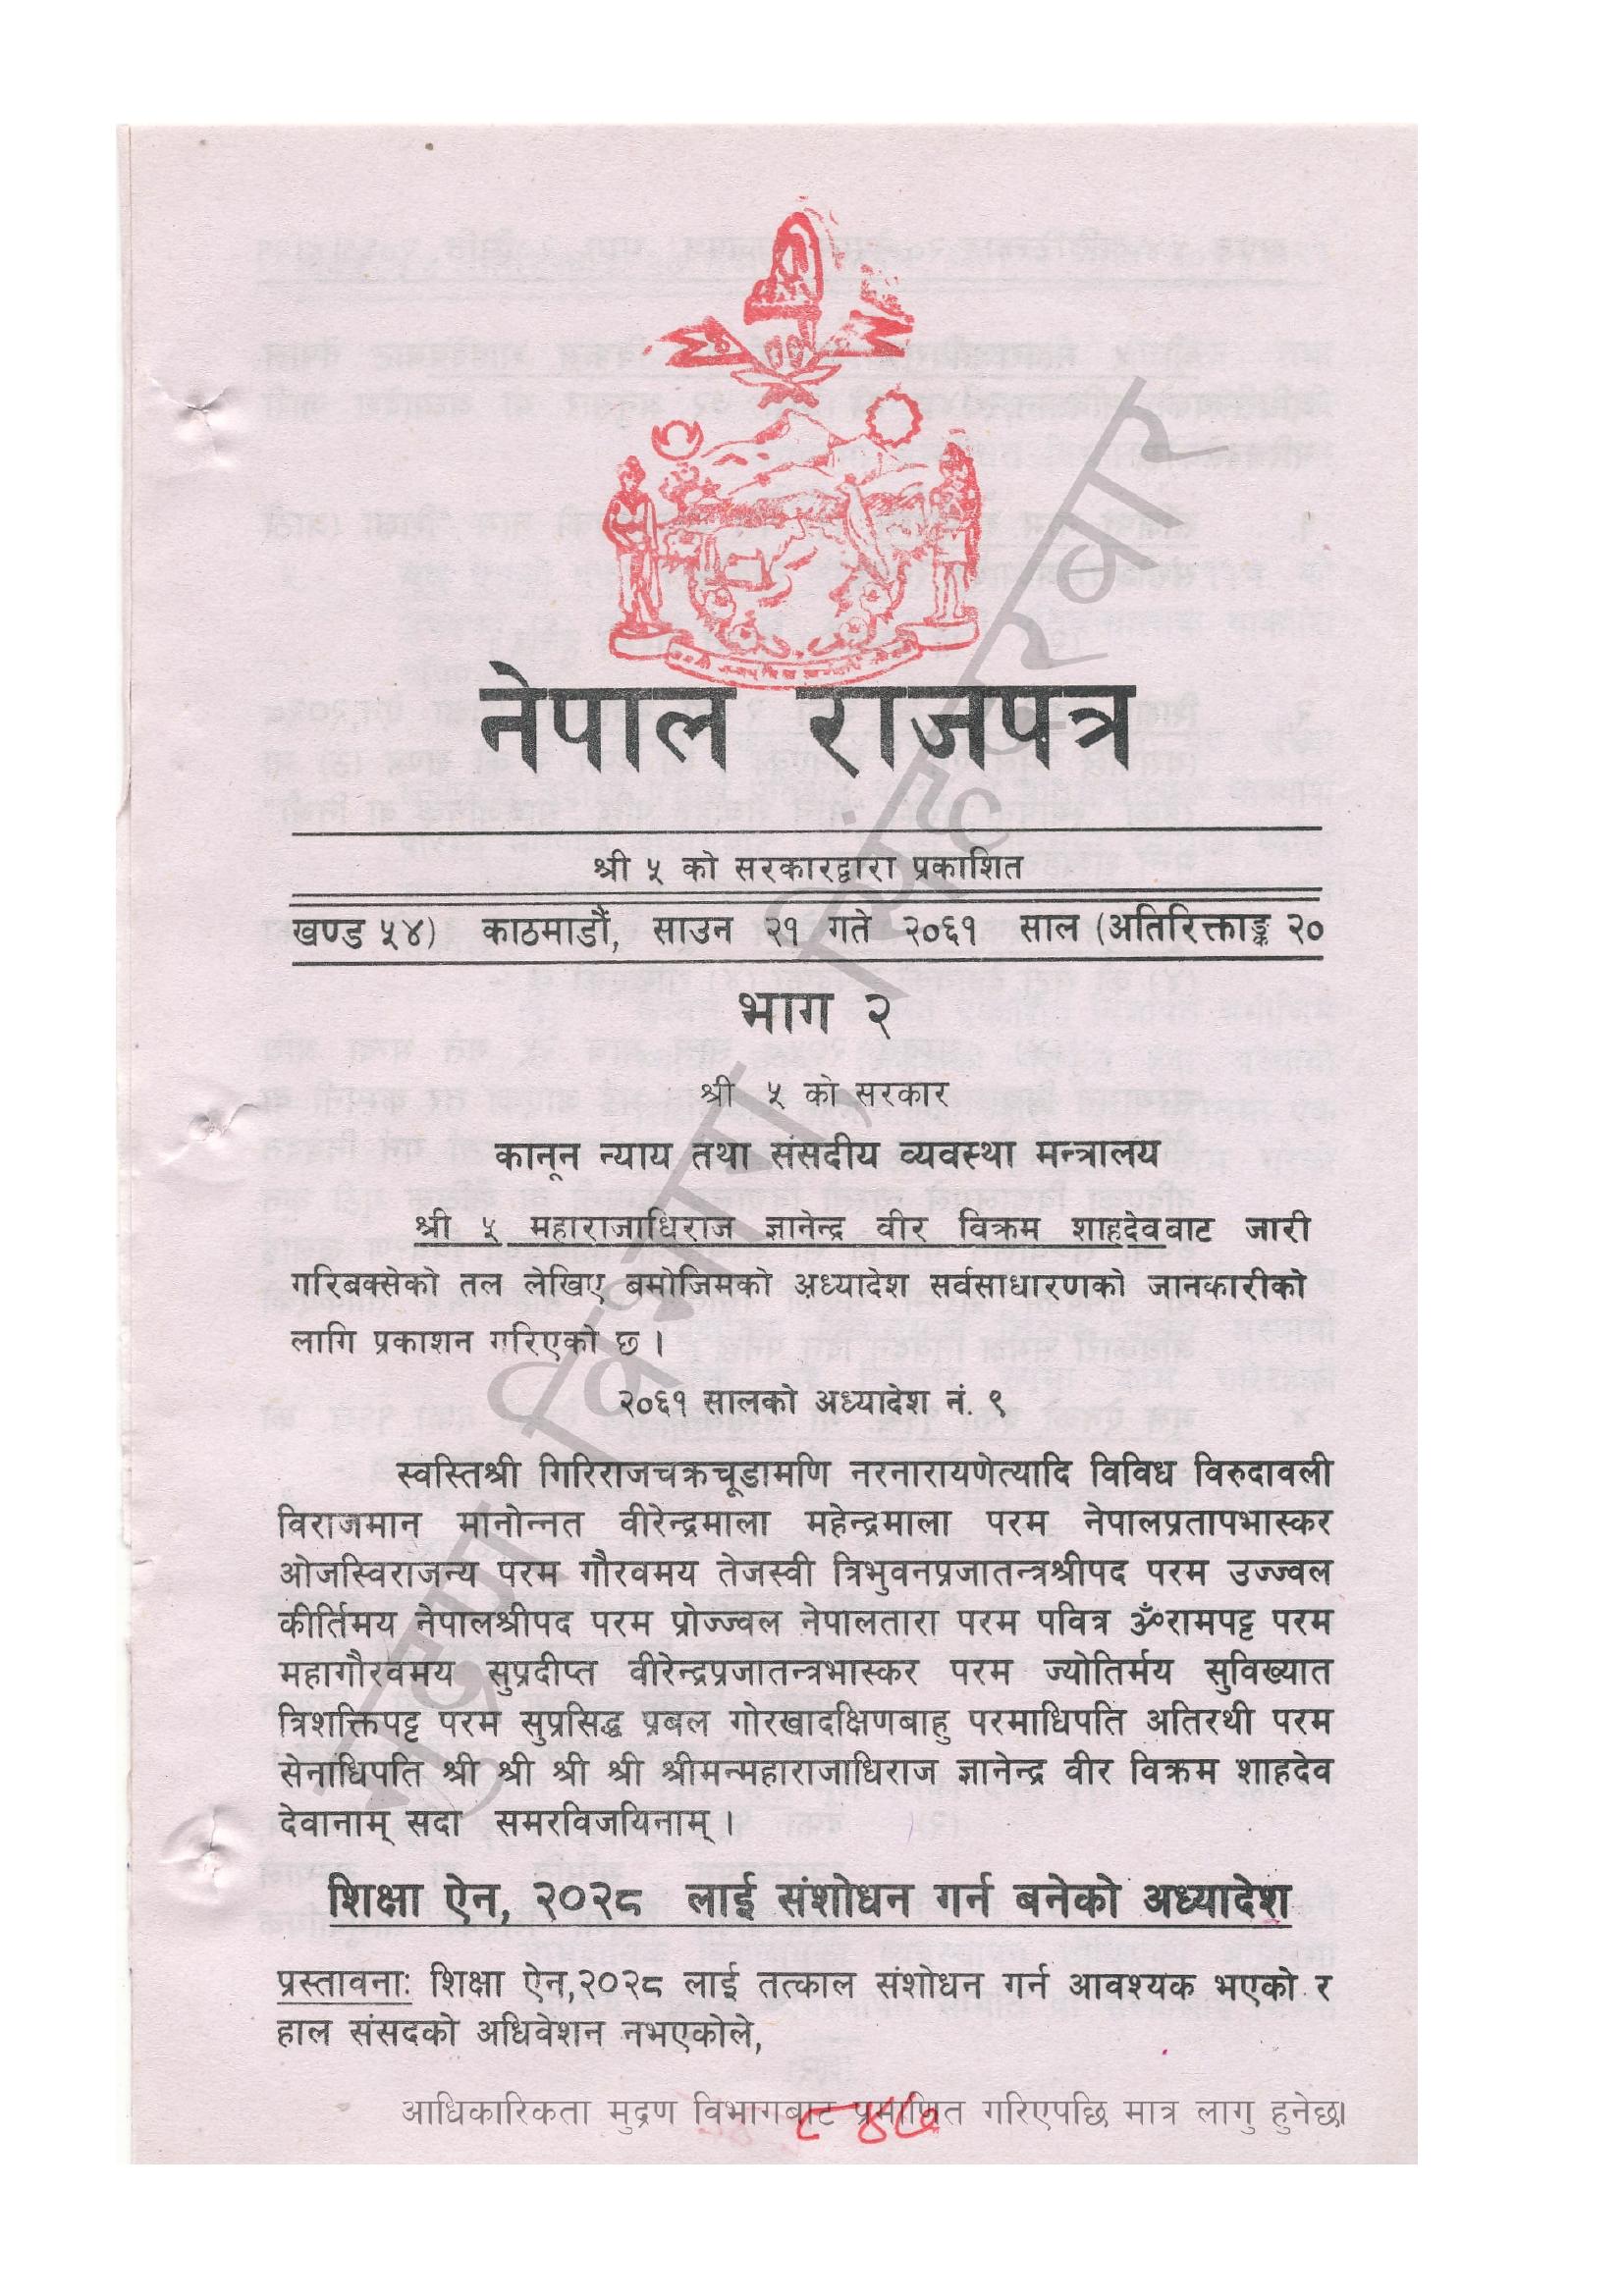 नेपाल राजपत्र
श्री ५ को सरकारद्वारा प्रकाशित
खण्ड ५४) काठमाडौं, साउन २१ गते २०६१ साल (अतिरिक्ताङ्क २०
भाग २
श्री ५ को सरकार
कानून न्याय तथा संसदीय व्यवस्था मन्त्रालय
श्री ५ महाराजाधिराज ज्ञानेन्द्र वीर विक्रम शाहदेवबाट जारी
गरिबक्सेको तल लेखिए बमोजिमको अध्यादेश सर्वसाधारणको जानकारीको
लागि प्रकाशन गरिएको छ ।
२०६१ सालको अध्यादेश नं. ९
स्वस्तिश्री गिरिराजचक्रचूडामणि नरनारायणेत्यादि विविध विरुदावली
विराजमान मानोन्नत वीरेन्द्रमाला महेन्द्रमाला परम नेपालप्रतापभास्कर
ओजस्विराजन्य परम गौरवमय तेजस्वी त्रिभुवनप्रजातन्त्रश्रीपद परम उज्ज्वल
कीर्तिमय नेपालश्रीपद परम प्रोज्ज्वल नेपालतारा परम पवित्र ॐरामपट्ट परम
महागौरवमय सुप्रदीप्त वीरेन्द्रप्रजातन्त्रभास्कर परम ज्योतिर्मय सुविख्यात
त्रिशक्तिपट्ट परम सुप्रसिद्ध प्रबल गोरखादक्षिणबाहु परमाधिपति अतिरथी परम
सेनाधिपति श्री श्री श्री श्री श्रीमन्महाराजाधिराज ज्ञानेन्द्र वीर विक्रम शाहदेव
देवानाम् सदा समरविजयिनाम् ।
शिक्षा ऐन, २०२८ लाई संशोधन गर्न बनेको अध्यादेश
प्रस्तावना: शिक्षा ऐन,२०२८ लाई तत्काल संशोधन गर्न आवश्यक भएको र
हाल संसदको अधिवेशन नभएकोले,
आधिकारिकता मुद्रण विभागबाट प्रमाणित गरिएपछि मात्र लागु हुनेछ।
८४७
मुद्रण विभाग, सिंहदरवार